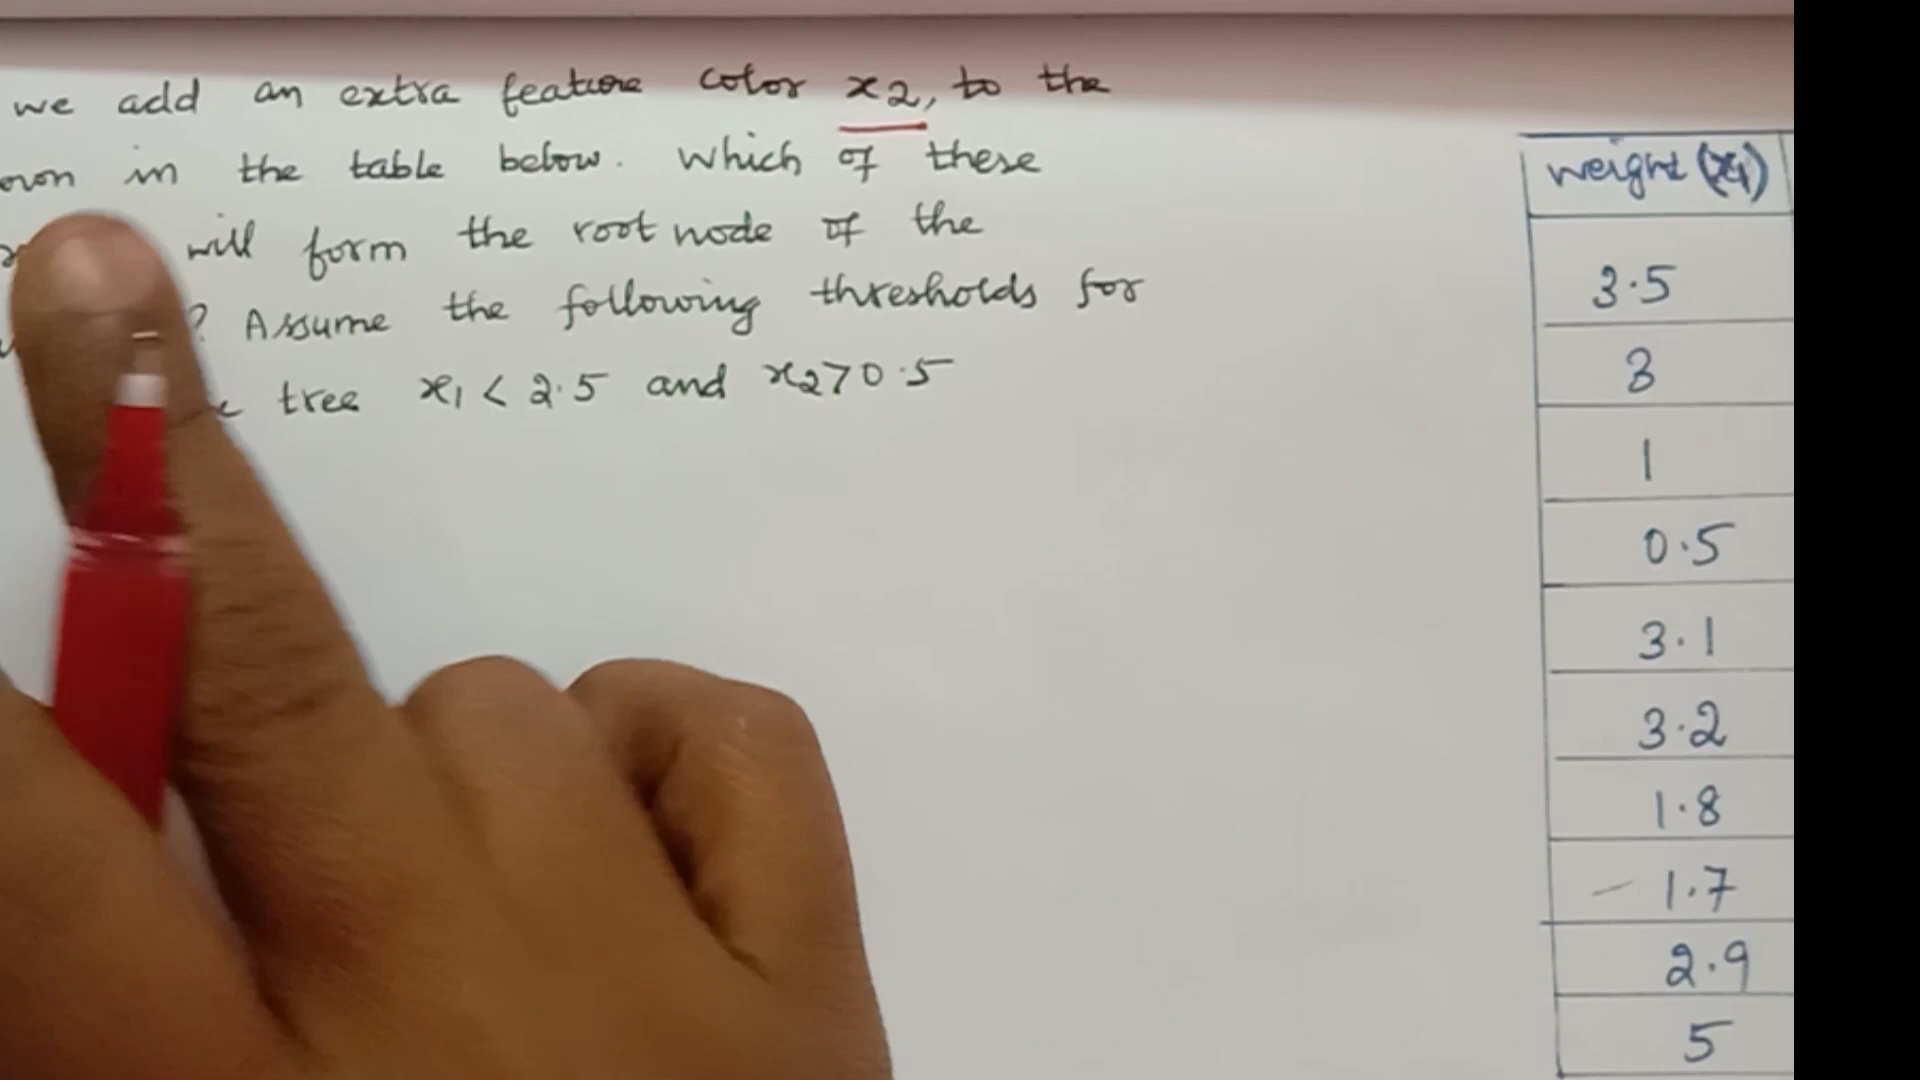 we add an extra feature color x2, to the
own in the table below. Which of these
will form the root node of the
? Assume the following thresholds for
tree x1 < 2.5 and x2>0.5
weight (x1)
3.5
3
1
0.5
3.1
3.2
1.8
1.7
2.9
5